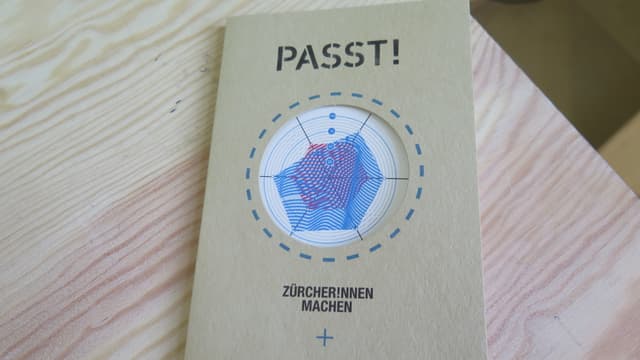 PASST!
ZÜRCHER!NNEN
MACHEN
+